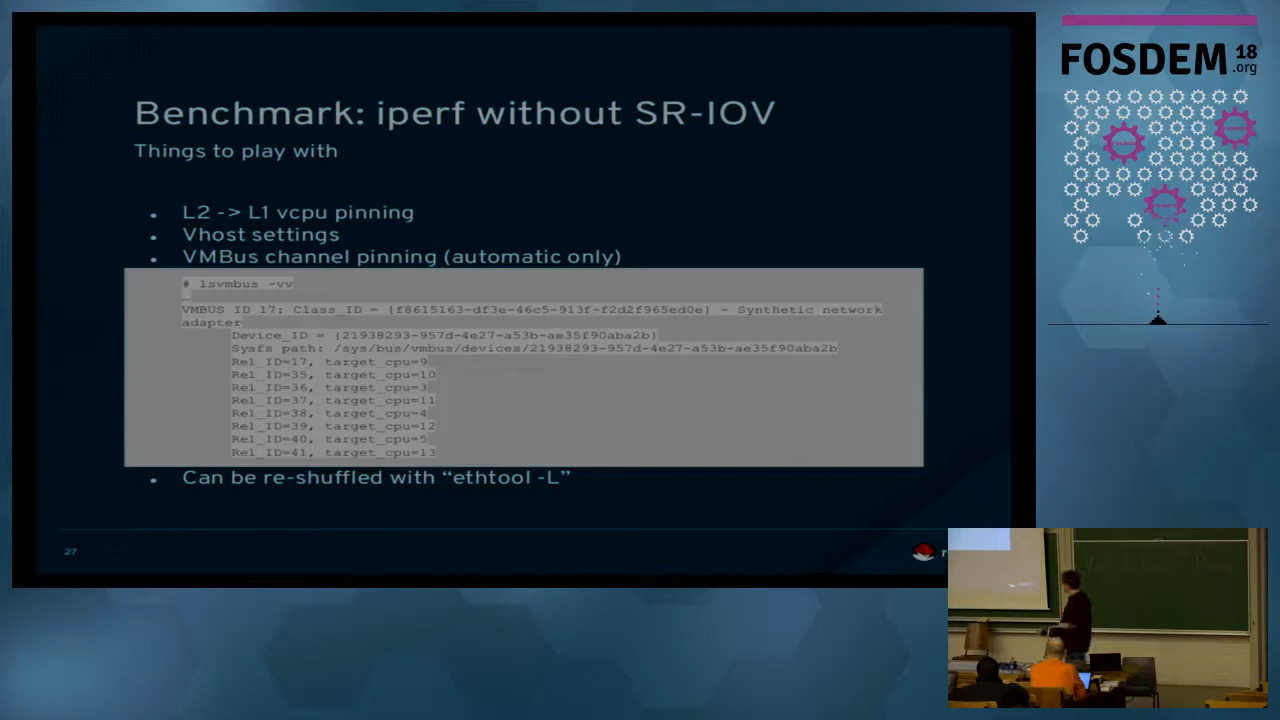 Benchmark: iperf without SR-IOV
Things to play with
• L2 -> L1 vcpu pinning
• Vhost settings
• VMBus channel pinning (automatic only)
# lsvmbus -vv
VMBUS ID 17: Class_ID = {f8615163-df3e-46c5-913f-f2d2f965ed0e} - Synthetic network
adapter
Device_ID = {21938293-957d-4e27-a53b-ae35f90aba2b}
Sysfs path: /sys/bus/vmbus/devices/21938293-957d-4e27-a53b-ae35f90aba2b
Rel_ID=17, target_cpu=9
Rel_ID=35, target_cpu=10
Rel_ID=36, target_cpu=3
Rel_ID=37, target_cpu=11
Rel_ID=38, target_cpu=4
Rel_ID=39, target_cpu=12
Rel_ID=40, target_cpu=5
Rel_ID=41, target_cpu=13
• Can be re-shuffled with “ethtool -L”
27
FOSDEM 18
.org